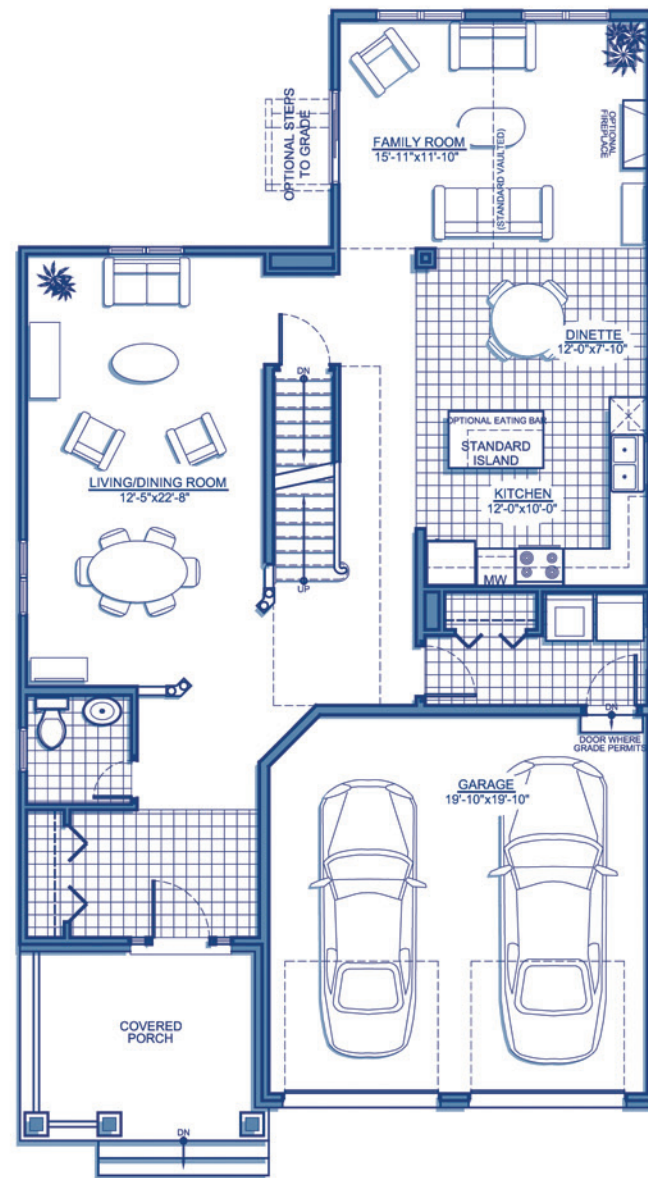 OPTIONAL STEPS
TO GRADE
FAMILY ROOM
15'-11"x11'-10"
(STANDARD VAULTED)
OPTIONAL
FIREPLACE
DINETTE
12'-0"x7'-10"
DN
OPTIONAL EATING BAR
STANDARD
ISLAND
LIVING/DINING ROOM
12'-5"x22'-8"
KITCHEN
12'-0"x10'-0"
MW
UP
DN
DOOR WHERE
GRADE PERMITS
GARAGE
19'-10"x19'-10"
COVERED
PORCH
DN